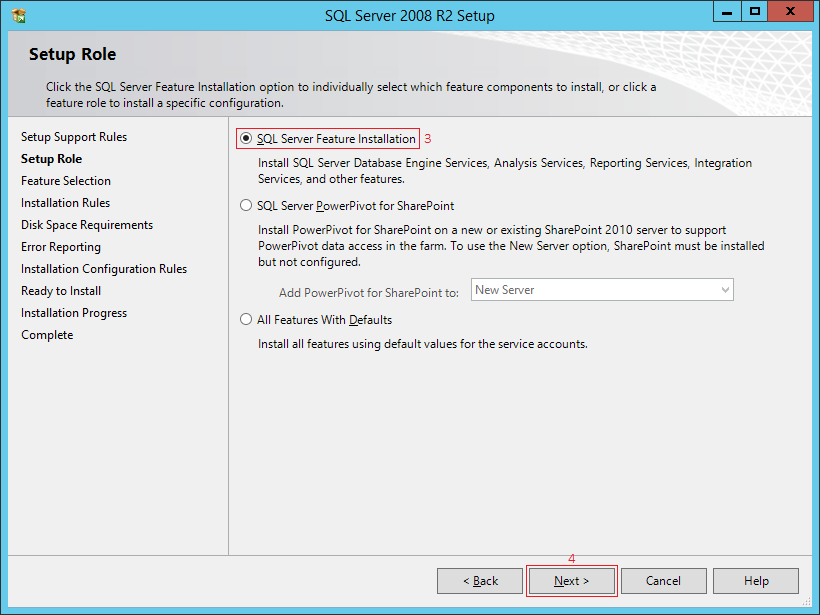 SQL Server 2008 R2 Setup
Setup Role
Click the SQL Server Feature Installation option to individually select which feature components to install, or click a
feature role to install a specific configuration.
Setup Support Rules
Setup Role
Feature Selection
Installation Rules
Disk Space Requirements
Error Reporting
Installation Configuration Rules
Ready to Install
Installation Progress
Complete
SQL Server Feature Installation 3
Install SQL Server Database Engine Services, Analysis Services, Reporting Services, Integration
Services, and other features.
SQL Server PowerPivot for SharePoint
Install PowerPivot for SharePoint on a new or existing SharePoint 2010 server to support
PowerPivot data access in the farm. To use the New Server option, SharePoint must be installed
but not configured.
Add PowerPivot for SharePoint to: New Server
All Features With Defaults
Install all features using default values for the service accounts.
4
< Back Next > Cancel Help